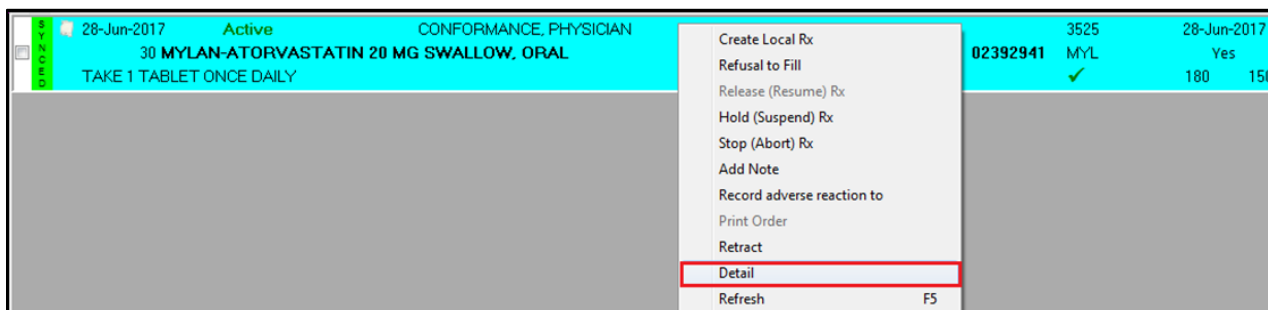 SYNCED
28-Jun-2017 Active CONFORMANCE, PHYSICIAN 3525 28-Jun-2017
30 MYLAN-ATORVASTATIN 20 MG SWALLOW, ORAL 02392941 MYL Yes
TAKE 1 TABLET ONCE DAILY ✓ 180 150
Create Local Rx
Refusal to Fill
Release (Resume) Rx
Hold (Suspend) Rx
Stop (Abort) Rx
Add Note
Record adverse reaction to
Print Order
Retract
Detail
Refresh F5